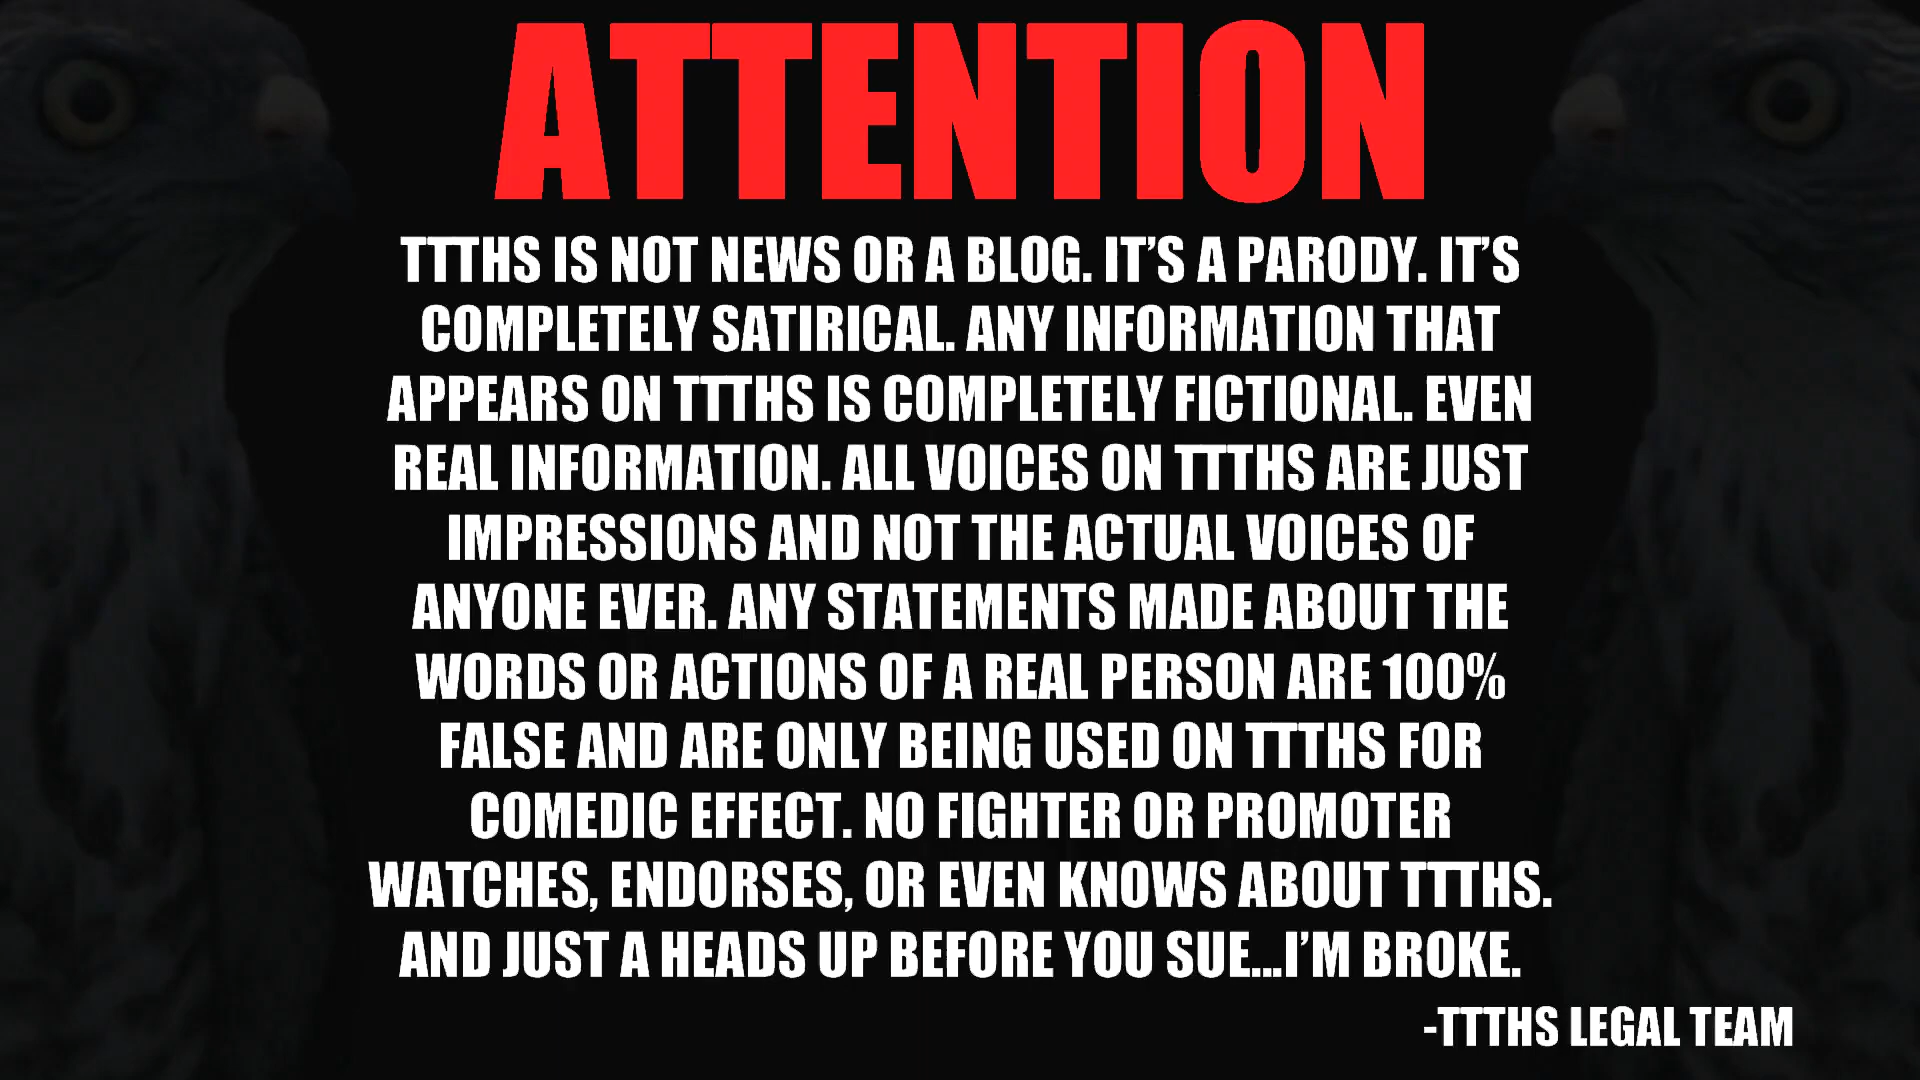 ATTENTION
TTTHS IS NOT NEWS OR A BLOG. IT'S A PARODY. IT'S
COMPLETELY SATIRICAL. ANY INFORMATION THAT
APPEARS ON TTTHS IS COMPLETELY FICTIONAL. EVEN
REAL INFORMATION. ALL VOICES ON TTTHS ARE JUST
IMPRESSIONS AND NOT THE ACTUAL VOICES OF
ANYONE EVER. ANY STATEMENTS MADE ABOUT THE
WORDS OR ACTIONS OF A REAL PERSON ARE 100%
FALSE AND ARE ONLY BEING USED ON TTTHS FOR
COMEDIC EFFECT. NO FIGHTER OR PROMOTER
WATCHES, ENDORSES, OR EVEN KNOWS ABOUT TTTHS.
AND JUST A HEADS UP BEFORE YOU SUE...I'M BROKE.
-TTTHS LEGAL TEAM